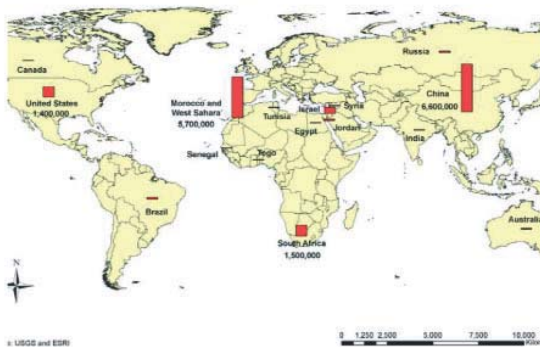 Russia
Canada
China
6,600,000
United States
1,400,000
Morocco and
West Sahara
5,700,000
Israel
Syria
Tunisia
Egypt
Jordan
India
Senegal
Togo
Brazil
Australia
South Africa
1,500,000
N
s: USGS and ESRI
0 1,250 2,500 5,000 7,500 10,000